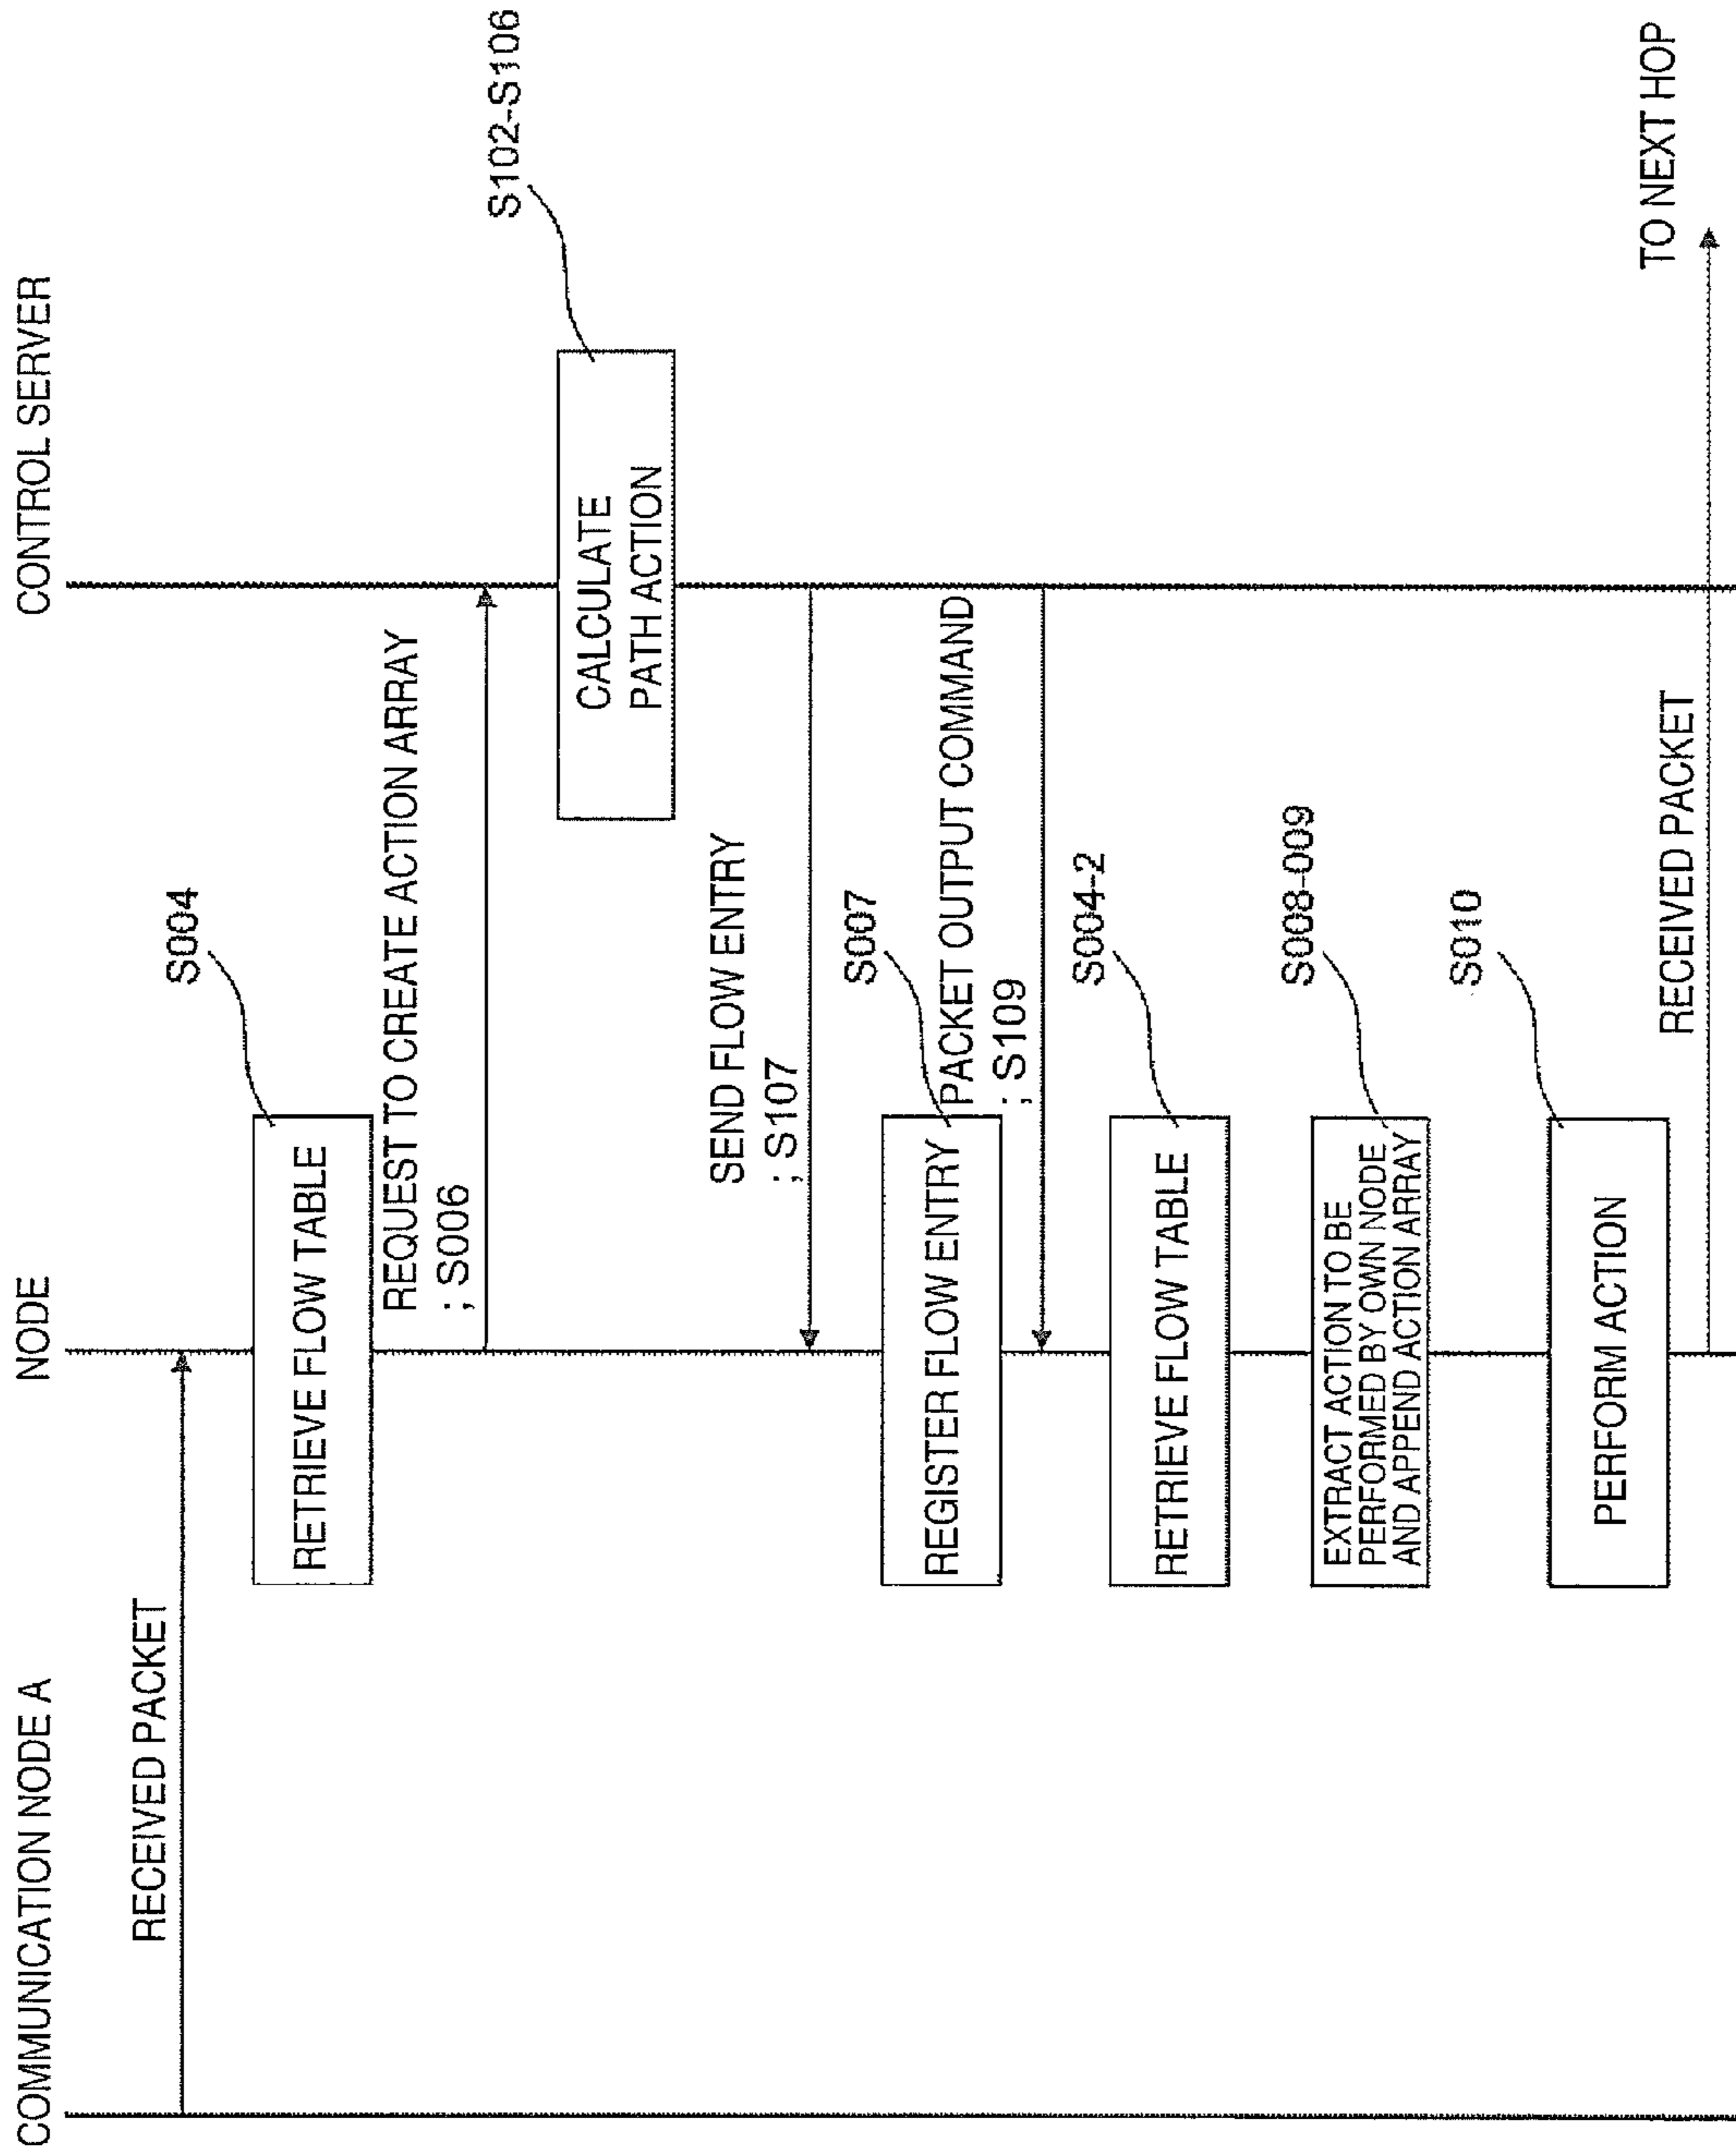 COMMUNICATION NODE A
NODE
CONTROL SERVER
RECEIVED PACKET
S004
RETRIEVE FLOW TABLE
REQUEST TO CREATE ACTION ARRAY
; S006
S102-S106
CALCULATE
PATH ACTION
SEND FLOW ENTRY
; S107
S007
REGISTER FLOW ENTRY
PACKET OUTPUT COMMAND
; S109
S004-2
RETRIEVE FLOW TABLE
S008-009
EXTRACT ACTION TO BE
PERFORMED BY OWN NODE
AND APPEND ACTION ARRAY
S010
PERFORM ACTION
RECEIVED PACKET
TO NEXT HOP